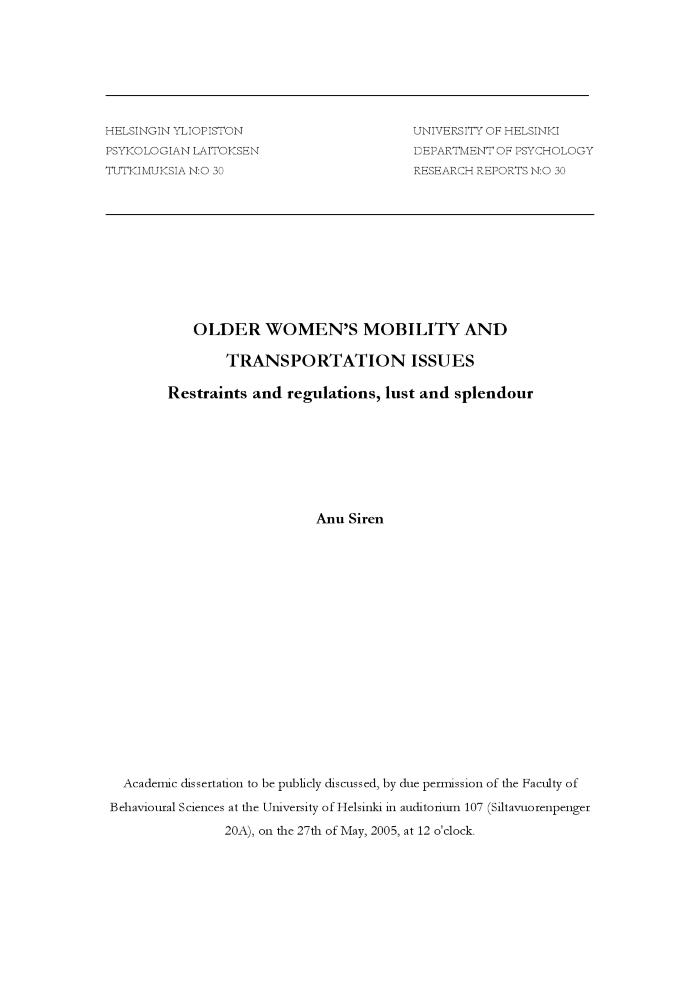 HELSINGIN YLIOPISTON
PSYKOLOGIAN LAITOKSEN
TUTKIMUKSIA N:O 30
UNIVERSITY OF HELSINKI
DEPARTMENT OF PSYCHOLOGY
RESEARCH REPORTS N:O 30
OLDER WOMEN'S MOBILITY AND
TRANSPORTATION ISSUES
Restraints and regulations, lust and splendour
Anu Siren
Academic dissertation to be publicly discussed, by due permission of the Faculty of
Behavioural Sciences at the University of Helsinki in auditorium 107 (Siltavuorenpenger
20A), on the 27th of May, 2005, at 12 o'clock.